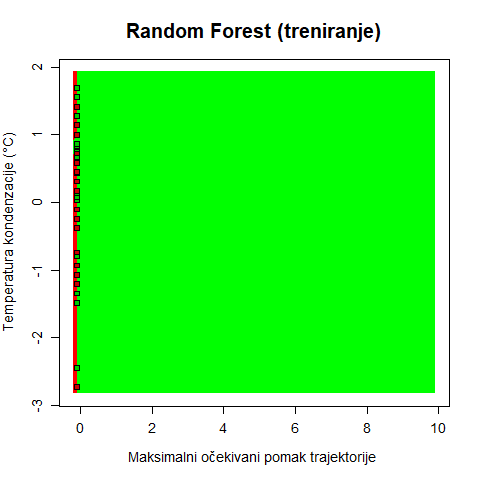 Random Forest (treniranje)
Temperatura kondenzacije (°C)
2
1
0
-1
-2
-3
0 2 4 6 8 10
Maksimalni očekivani pomak trajektorije